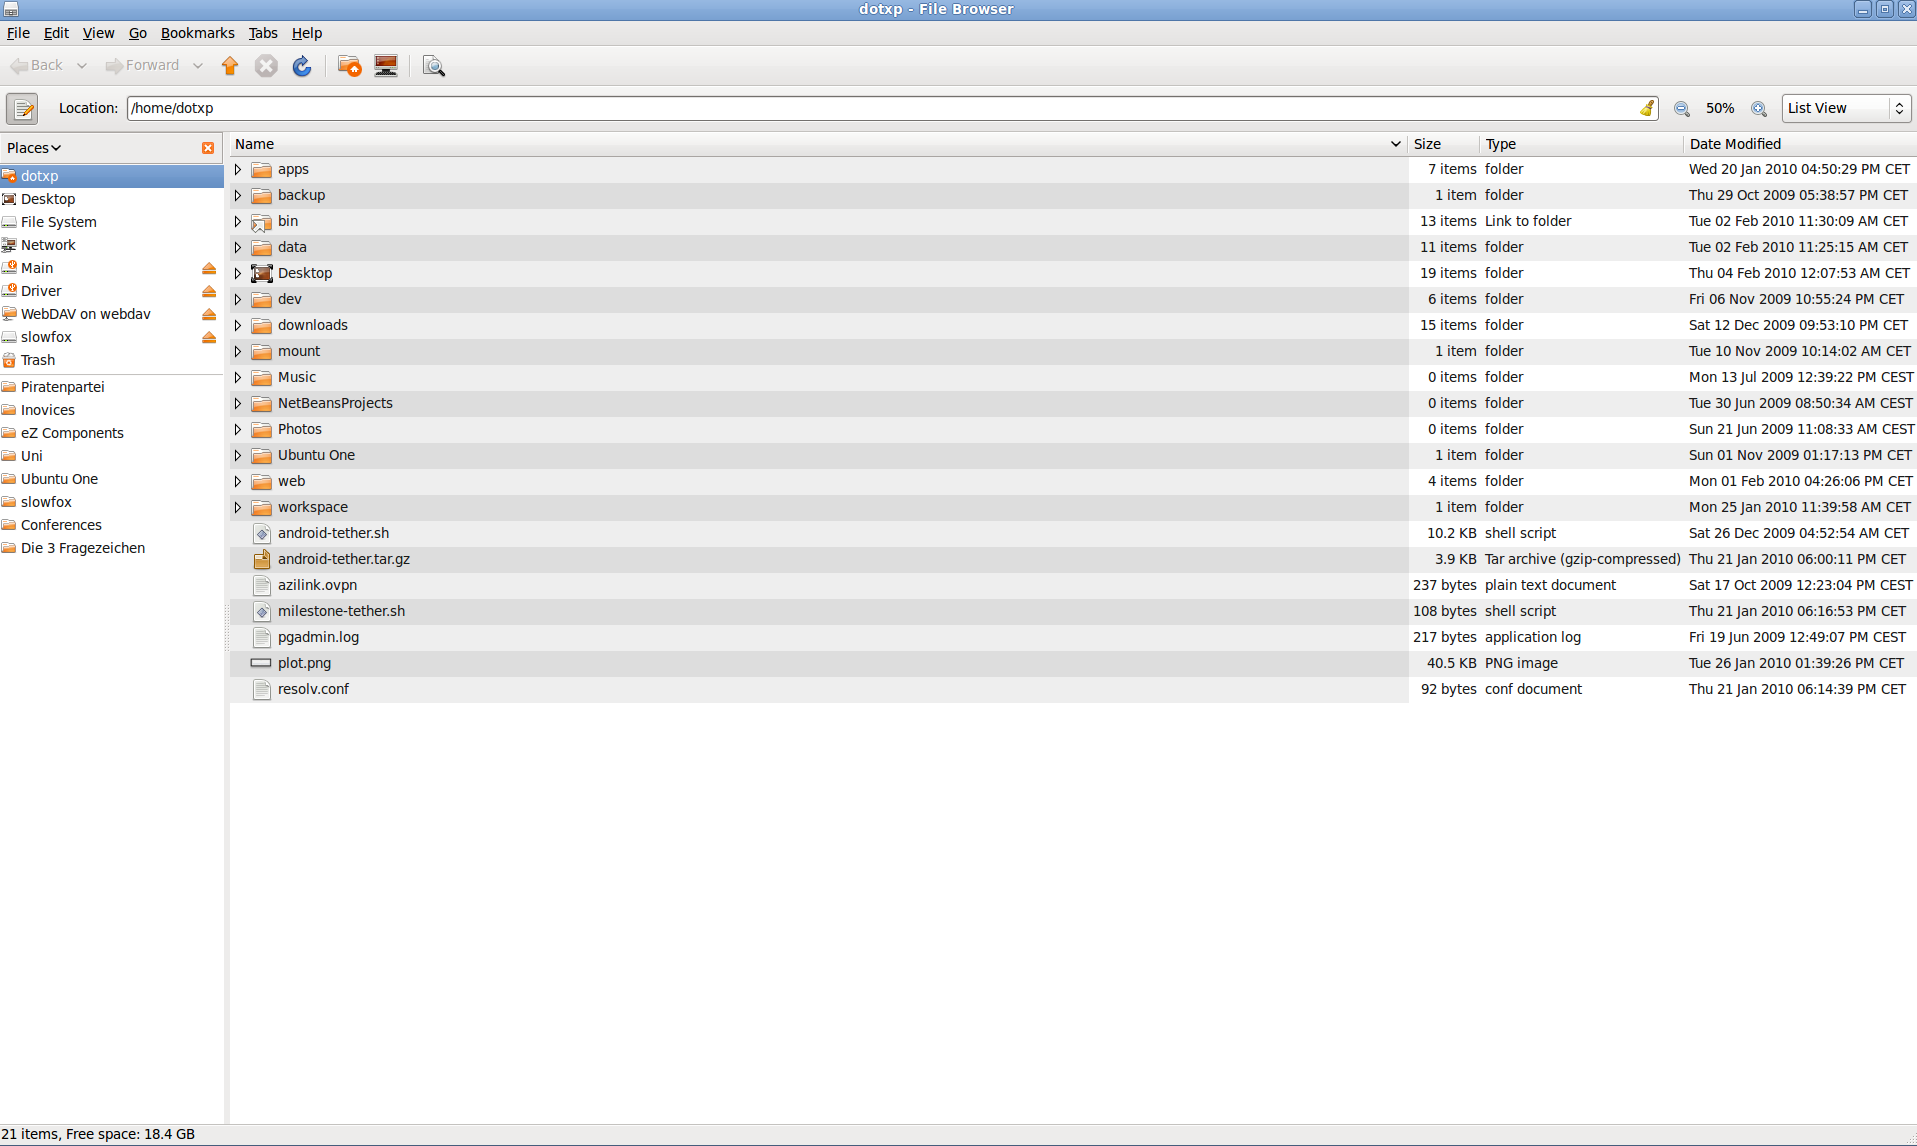 dotxp - File Browser
File Edit View Go Bookmarks Tabs Help
Back Forward
Location: /home/dotxp 50% List View
Places Name Size Type Date Modified
dotxp
Desktop
File System
Network
Main
Driver
WebDAV on webdav
slowfox
Trash
Piratenpartei
Inovices
eZ Components
Uni
Ubuntu One
slowfox
Conferences
Die 3 Fragezeichen
apps 7 items folder Wed 20 Jan 2010 04:50:29 PM CET
backup 1 item folder Thu 29 Oct 2009 05:38:57 PM CET
bin 13 items Link to folder Tue 02 Feb 2010 11:30:09 AM CET
data 11 items folder Tue 02 Feb 2010 11:25:15 AM CET
Desktop 19 items folder Thu 04 Feb 2010 12:07:53 AM CET
dev 6 items folder Fri 06 Nov 2009 10:55:24 PM CET
downloads 15 items folder Sat 12 Dec 2009 09:53:10 PM CET
mount 1 item folder Tue 10 Nov 2009 10:14:02 AM CET
Music 0 items folder Mon 13 Jul 2009 12:39:22 PM CEST
NetBeansProjects 0 items folder Tue 30 Jun 2009 08:50:34 AM CEST
Photos 0 items folder Sun 21 Jun 2009 11:08:33 AM CEST
Ubuntu One 1 item folder Sun 01 Nov 2009 01:17:13 PM CET
web 4 items folder Mon 01 Feb 2010 04:26:06 PM CET
workspace 1 item folder Mon 25 Jan 2010 11:39:58 AM CET
android-tether.sh 10.2 KB shell script Sat 26 Dec 2009 04:52:54 AM CET
android-tether.tar.gz 3.9 KB Tar archive (gzip-compressed) Thu 21 Jan 2010 06:00:11 PM CET
azilink.ovpn 237 bytes plain text document Sat 17 Oct 2009 12:23:04 PM CEST
milestone-tether.sh 108 bytes shell script Thu 21 Jan 2010 06:16:53 PM CET
pgadmin.log 217 bytes application log Fri 19 Jun 2009 12:49:07 PM CEST
plot.png 40.5 KB PNG image Tue 26 Jan 2010 01:39:26 PM CET
resolv.conf 92 bytes conf document Thu 21 Jan 2010 06:14:39 PM CET
21 items, Free space: 18.4 GB